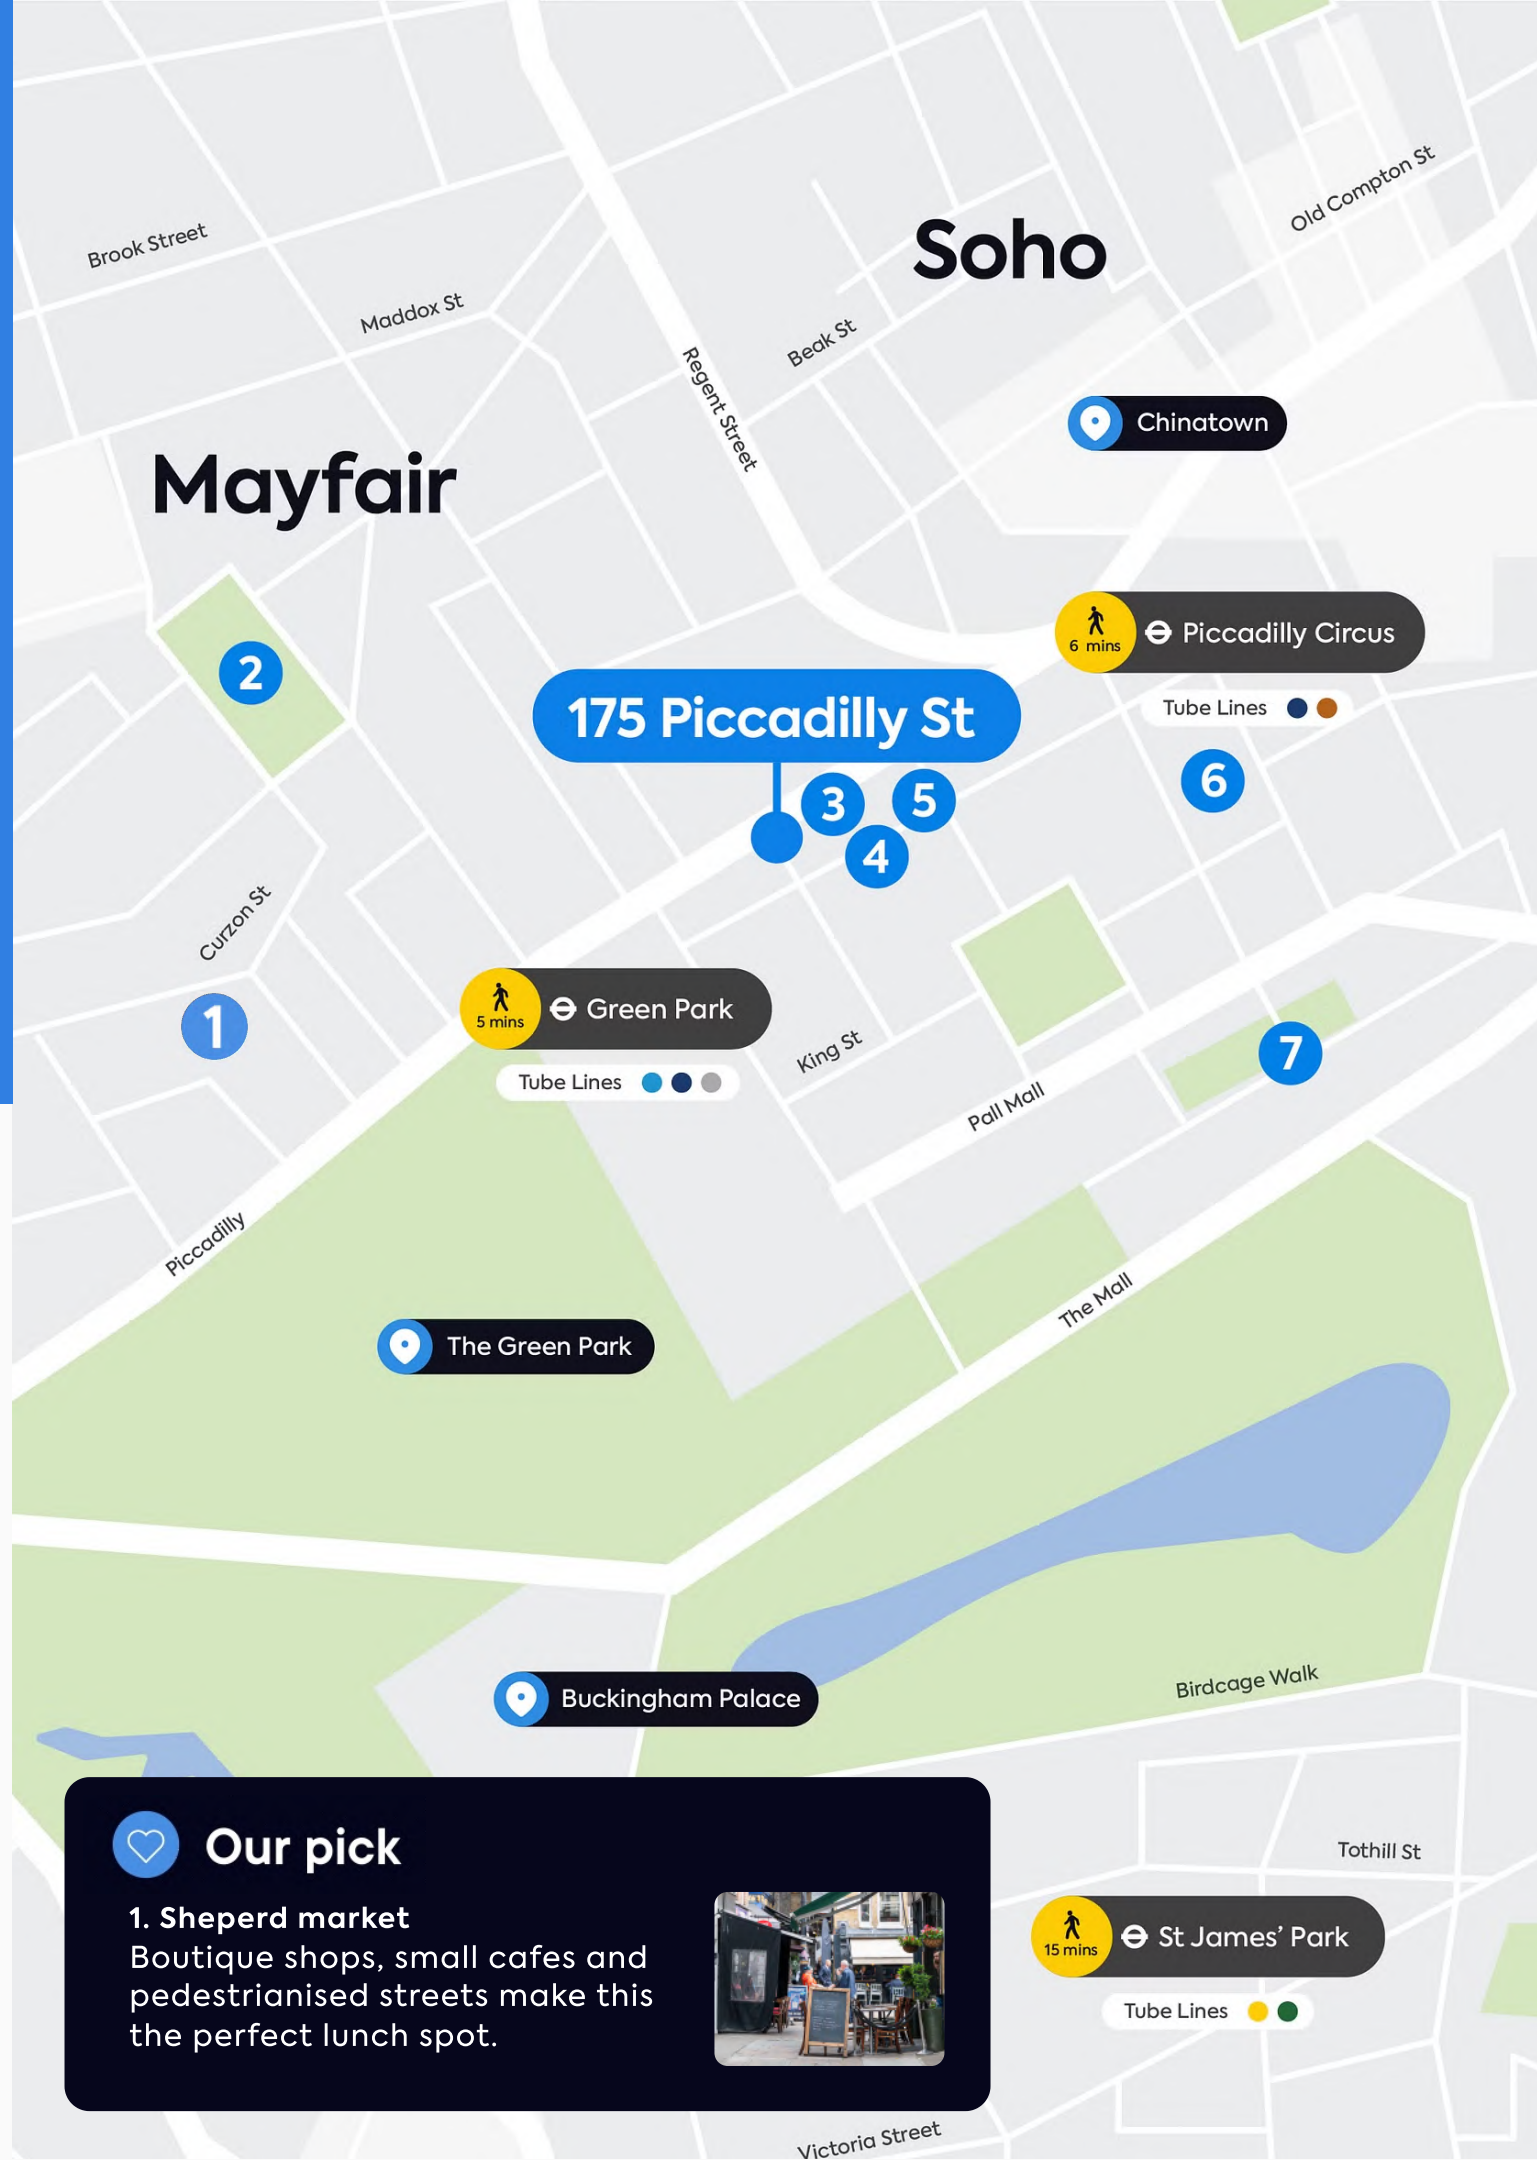 Soho
Old Compton St
Brook Street
Maddox St
Beak St
Regent Street
Chinatown
Mayfair
6 mins
Piccadilly Circus
Tube Lines
2
175 Piccadilly St
3
5
4
6
Curzon St
1
5 mins
Green Park
Tube Lines
King St
Pall Mall
7
Piccadilly
The Mall
The Green Park
Buckingham Palace
Birdcage Walk
Our pick
1. Sheperd market
Boutique shops, small cafes and
pedestrianised streets make this
the perfect lunch spot.
Tothill St
15 mins
St James’ Park
Tube Lines
Victoria Street